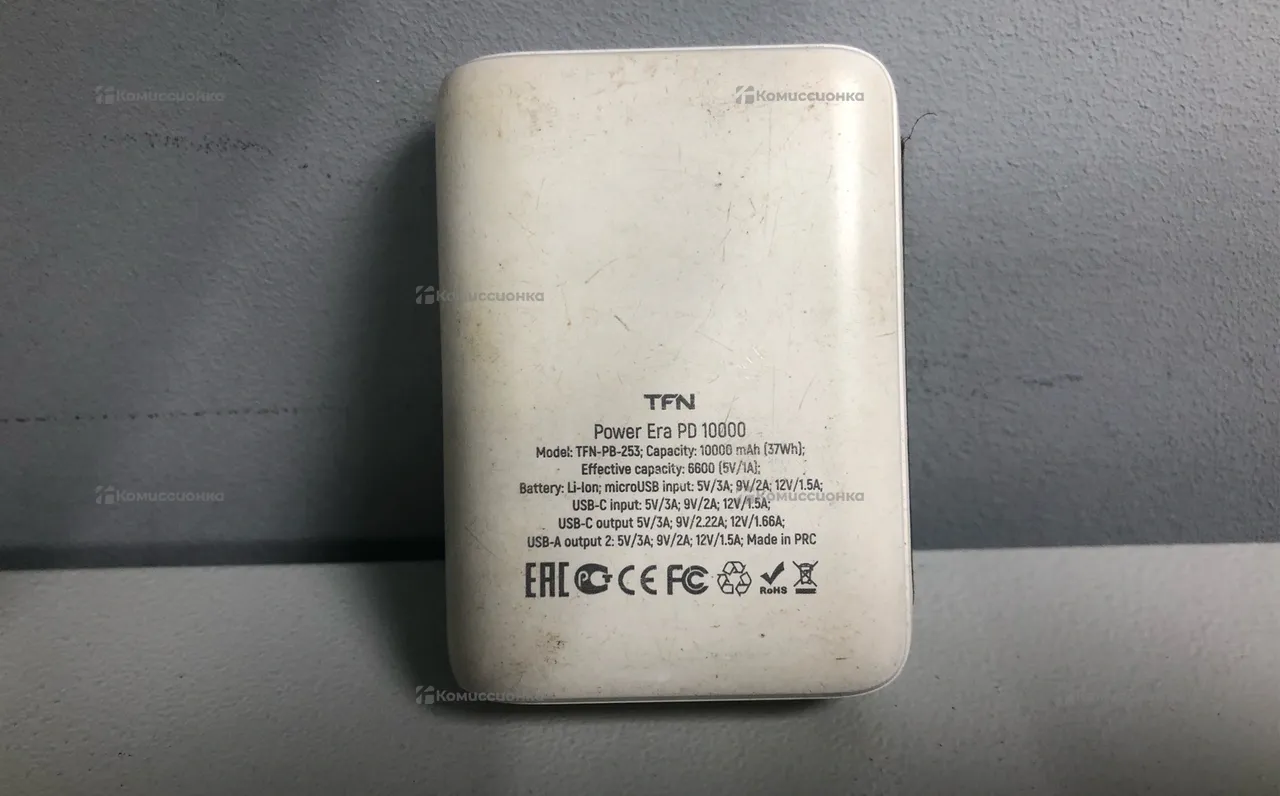 Комиссионка
Комиссионка
Комиссионка
TFN
Power Era PD 10000
Model: TFN-PB-253; Capacity: 10000 mAh (37Wh);
Effective capacity: 6600 (5V/1A);
Battery: Li-Ion; microUSB input: 5V/3A; 9V/2A; 12V/1.5A;
Комиссионка
Комиссионка
USB-C input: 5V/3A; 9V/2A; 12V/1.5A;
USB-C output 5V/3A; 9V/2.22A; 12V/1.66A;
USB-A output 2: 5V/3A; 9V/2A; 12V/1.5A; Made in PRC
EAC PCT CE FC RoHS
Комиссионка